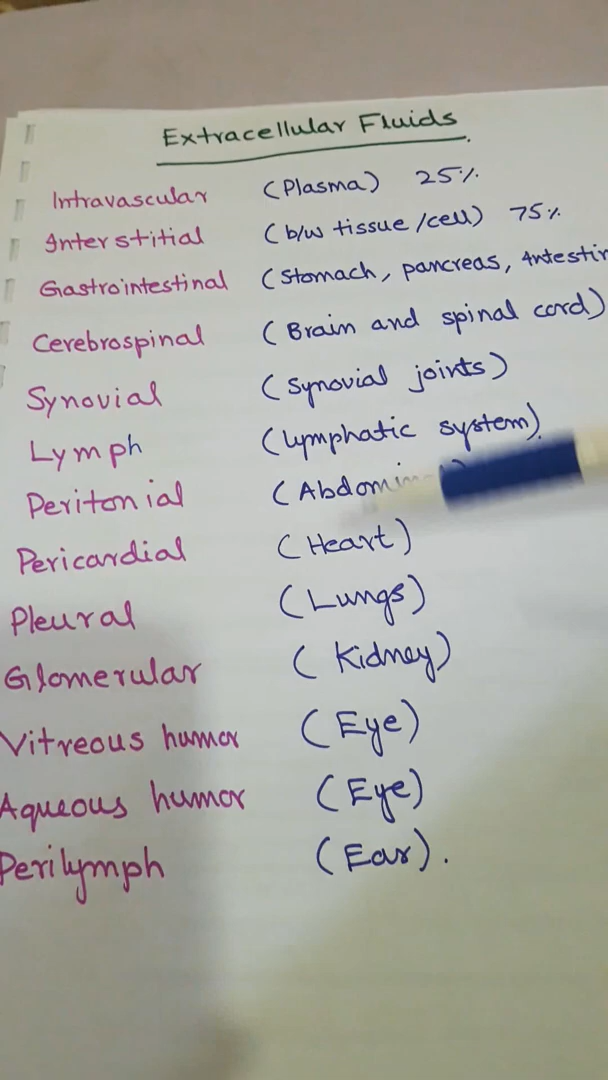 Extracellular Fluids
Intravascular (Plasma) 25%
Interstitial (b/w tissue/cell) 75%
Gastrointestinal (Stomach, pancreas,
Cerebrospinal (Brain and spinal cord)
Synovial (Synovial joints)
Lymph (Lymphatic system)
Peritonial
Pericardial (Heart)
Pleural (Lungs)
Glomerular (Kidney)
Vitreous humor (Eye)
Aqueous humor (Eye)
Perilymph (Ear).